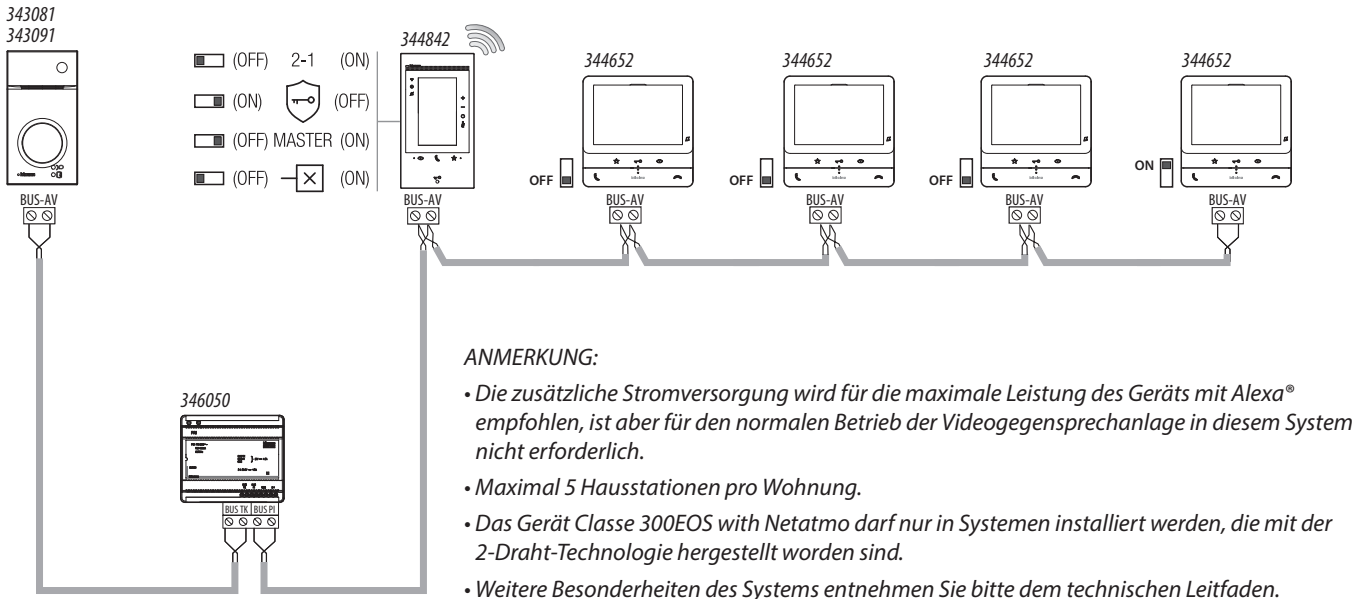 343081
343091
(OFF) 2-1 (ON)
(ON) (OFF)
(OFF) MASTER (ON)
(OFF) (ON)
344842
344652
344652
344652
344652
OFF
OFF
OFF
ON
BUS-AV
BUS-AV
BUS-AV
BUS-AV
BUS-AV
BUS-AV
346050
BUS TK BUS PI
ANMERKUNG:
• Die zusätzliche Stromversorgung wird für die maximale Leistung des Geräts mit Alexa®
empfohlen, ist aber für den normalen Betrieb der Videogegensprechanlage in diesem System
nicht erforderlich.
• Maximal 5 Hausstationen pro Wohnung.
• Das Gerät Classe 300EOS with Netatmo darf nur in Systemen installiert werden, die mit der
2-Draht-Technologie hergestellt worden sind.
• Weitere Besonderheiten des Systems entnehmen Sie bitte dem technischen Leitfaden.